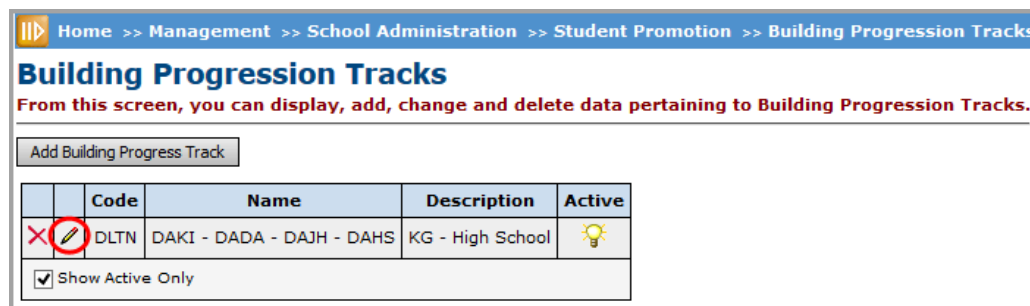 Home >> Management >> School Administration >> Student Promotion >> Building Progression Tracks
Building Progression Tracks
From this screen, you can display, add, change and delete data pertaining to Building Progression Tracks.
Add Building Progress Track
Code Name Description Active
DLTN DAKI - DADA - DAJH - DAHS KG - High School
Show Active Only